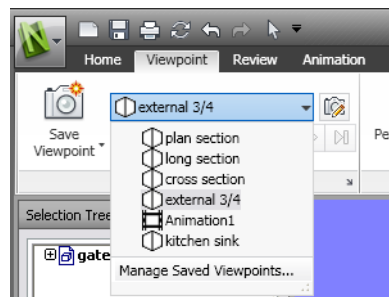 Home Viewpoint Review Animation
external 3/4
Save
Viewpoint
Pe
plan section
long section
cross section
external 3/4
Animation1
kitchen sink
Manage Saved Viewpoints...
Selection Tree
gate